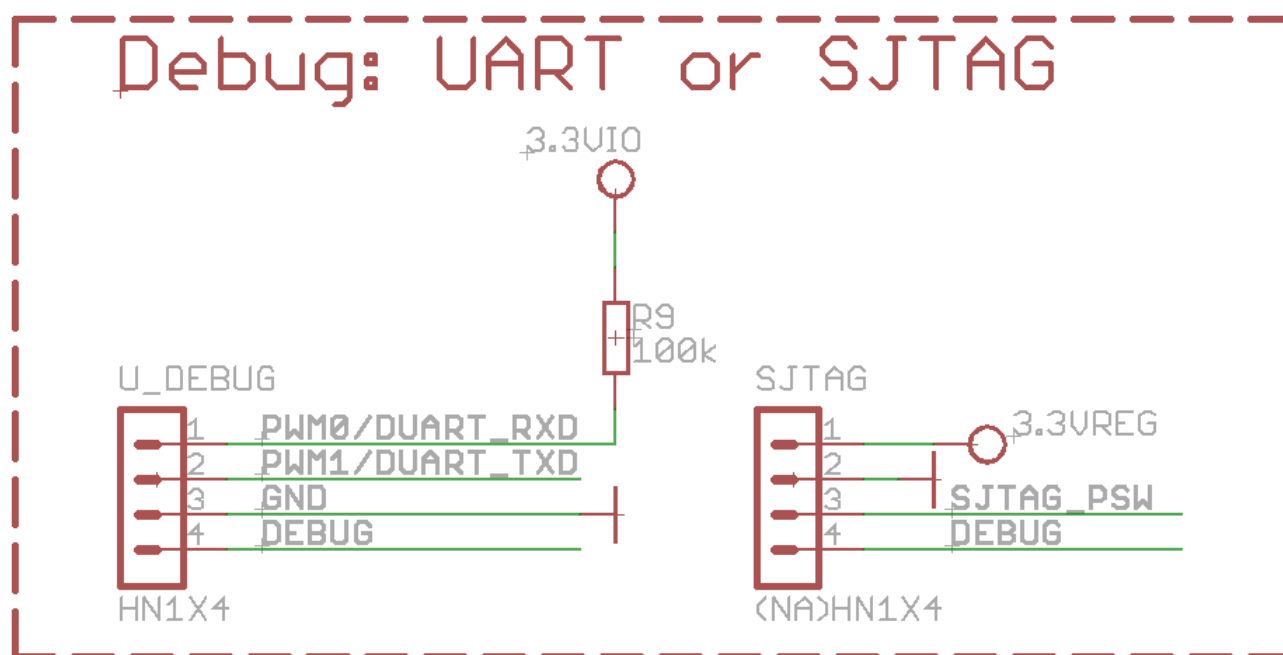 Debug: UART or SJTAG
3.3VIO
R9
100k
U_DEBUG
1 PWM0/DUART_RXD
2 PWM1/DUART_TXD
3 GND
4 DEBUG
HN1X4
SJTAG
1 3.3VREG
2
3 SJTAG_PSW
4 DEBUG
(NA)HN1X4